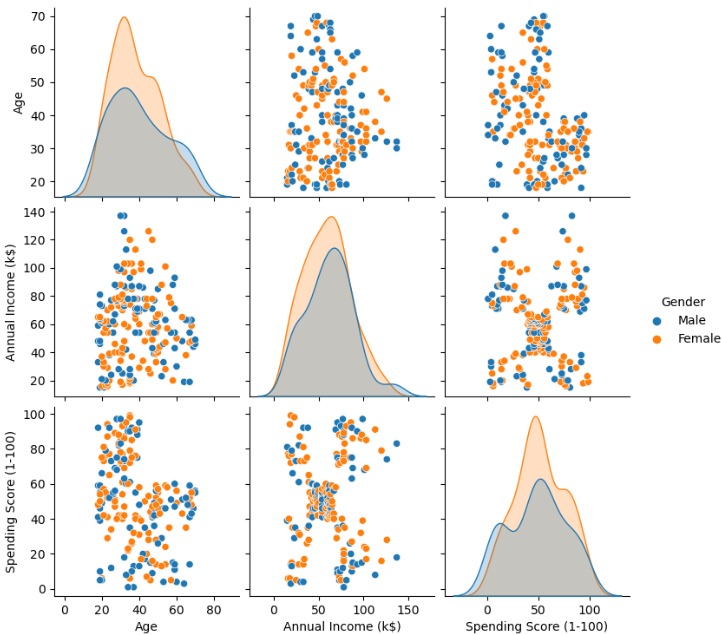 70
60
50
40
30
20
Age
140
120
100
80
60
40
20
Annual Income (k$)
100
80
60
40
20
0
Spending Score (1-100)
0 20 40 60 80
Age
0 50 100 150
Annual Income (k$)
0 50 100
Spending Score (1-100)
Gender
Male
Female